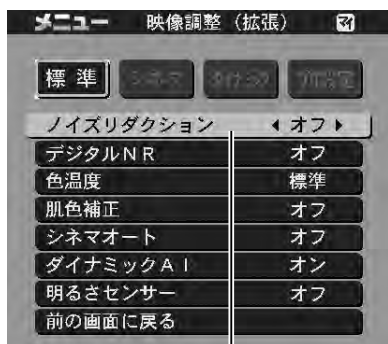 メニュー 映像調整（拡張）
標準
ノイズリダクション オフ
デジタルNR オフ
色温度 標準
肌色補正 オフ
シネマオート オフ
ダイナミックAI オン
明るさセンサー オフ
前の画面に戻る